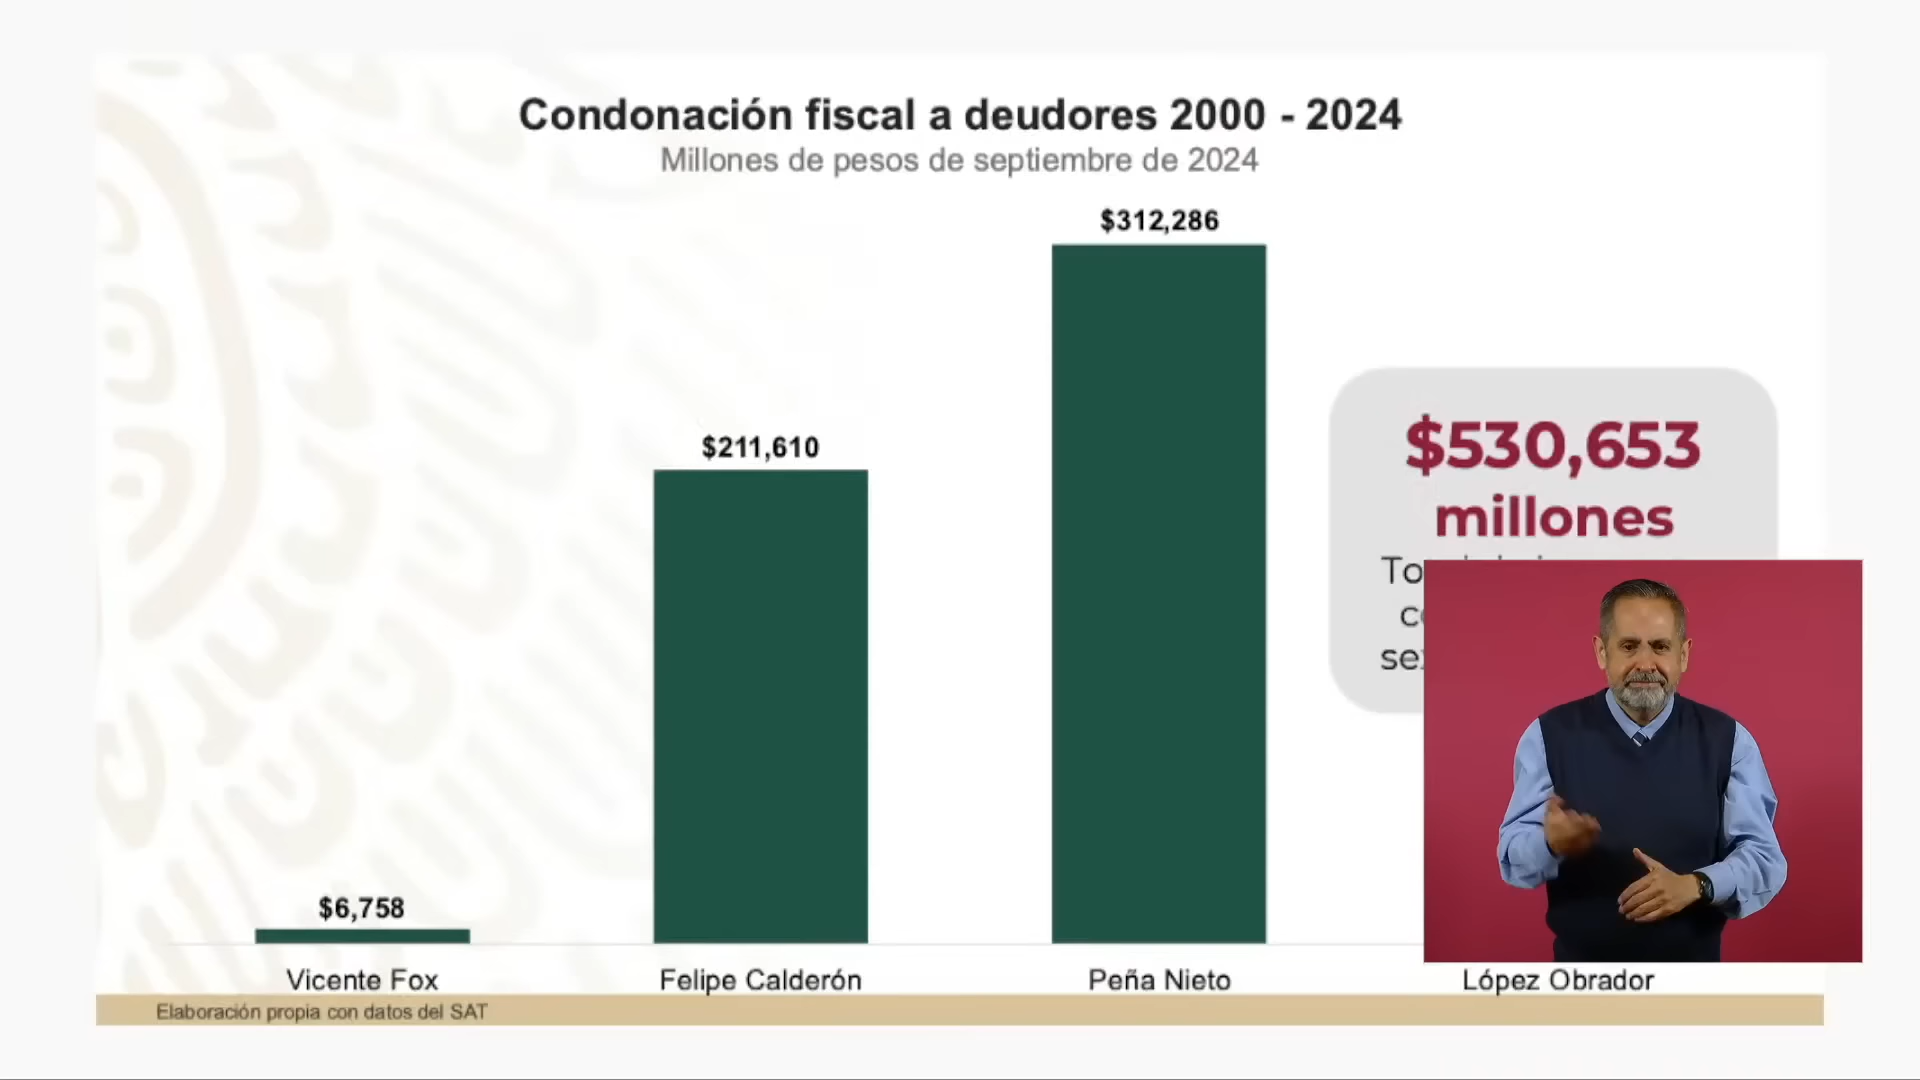 Condonación fiscal a deudores 2000 - 2024
Millones de pesos de septiembre de 2024
$312,286
$211,610
$6,758
$530,653
millones
Vicente Fox
Felipe Calderón
Peña Nieto
López Obrador
Elaboración propia con datos del SAT